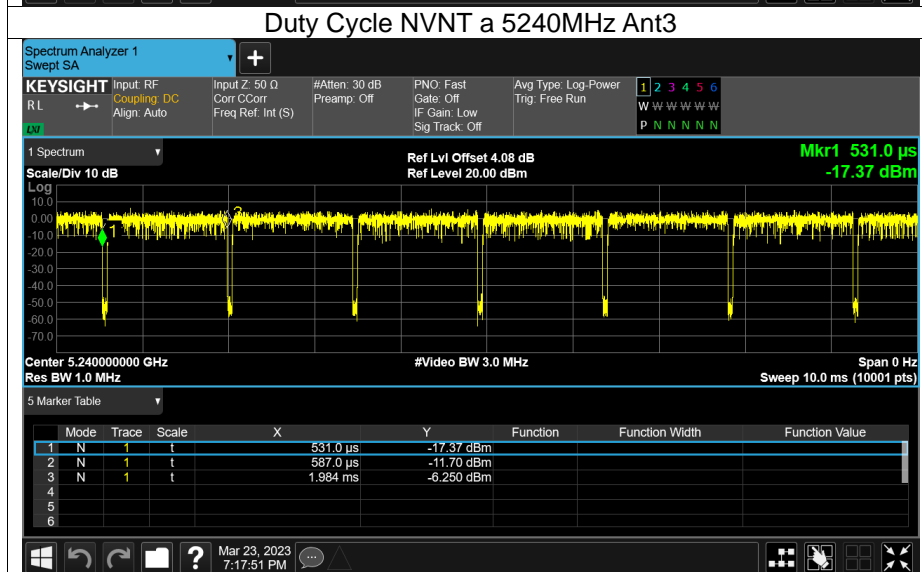 Duty Cycle NVNT a 5240MHz Ant3
Spectrum Analyzer 1
Swept SA
+
KEYSIGHT Input: RF Input Z: 50 Ω #Atten: 30 dB PNO: Fast Avg Type: Log-Power 1 2 3 4 5 6
RL Coupling: DC Corr CCorr Preamp: Off Gate: Off Trig: Free Run W W W W W W
Align: Auto Freq Ref: Int (S) IF Gain: Low
LXI Sig Track: Off P N N N N N
1 Spectrum Ref Lvl Offset 4.08 dB Mkr1 531.0 µs
Scale/Div 10 dB Ref Level 20.00 dBm -17.37 dBm
Log
10.0
0.00
-10.0
-20.0
-30.0
-40.0
-50.0
-60.0
-70.0
1
3
Center 5.240000000 GHz #Video BW 3.0 MHz Span 0 Hz
Res BW 1.0 MHz Sweep 10.0 ms (10001 pts)
5 Marker Table
Mode Trace Scale X Y Function Function Width Function Value
1 N 1 t 531.0 µs -17.37 dBm
2 N 1 t 587.0 µs -11.70 dBm
3 N 1 t 1.984 ms -6.250 dBm
4
5
6
? Mar 23, 2023
7:17:51 PM